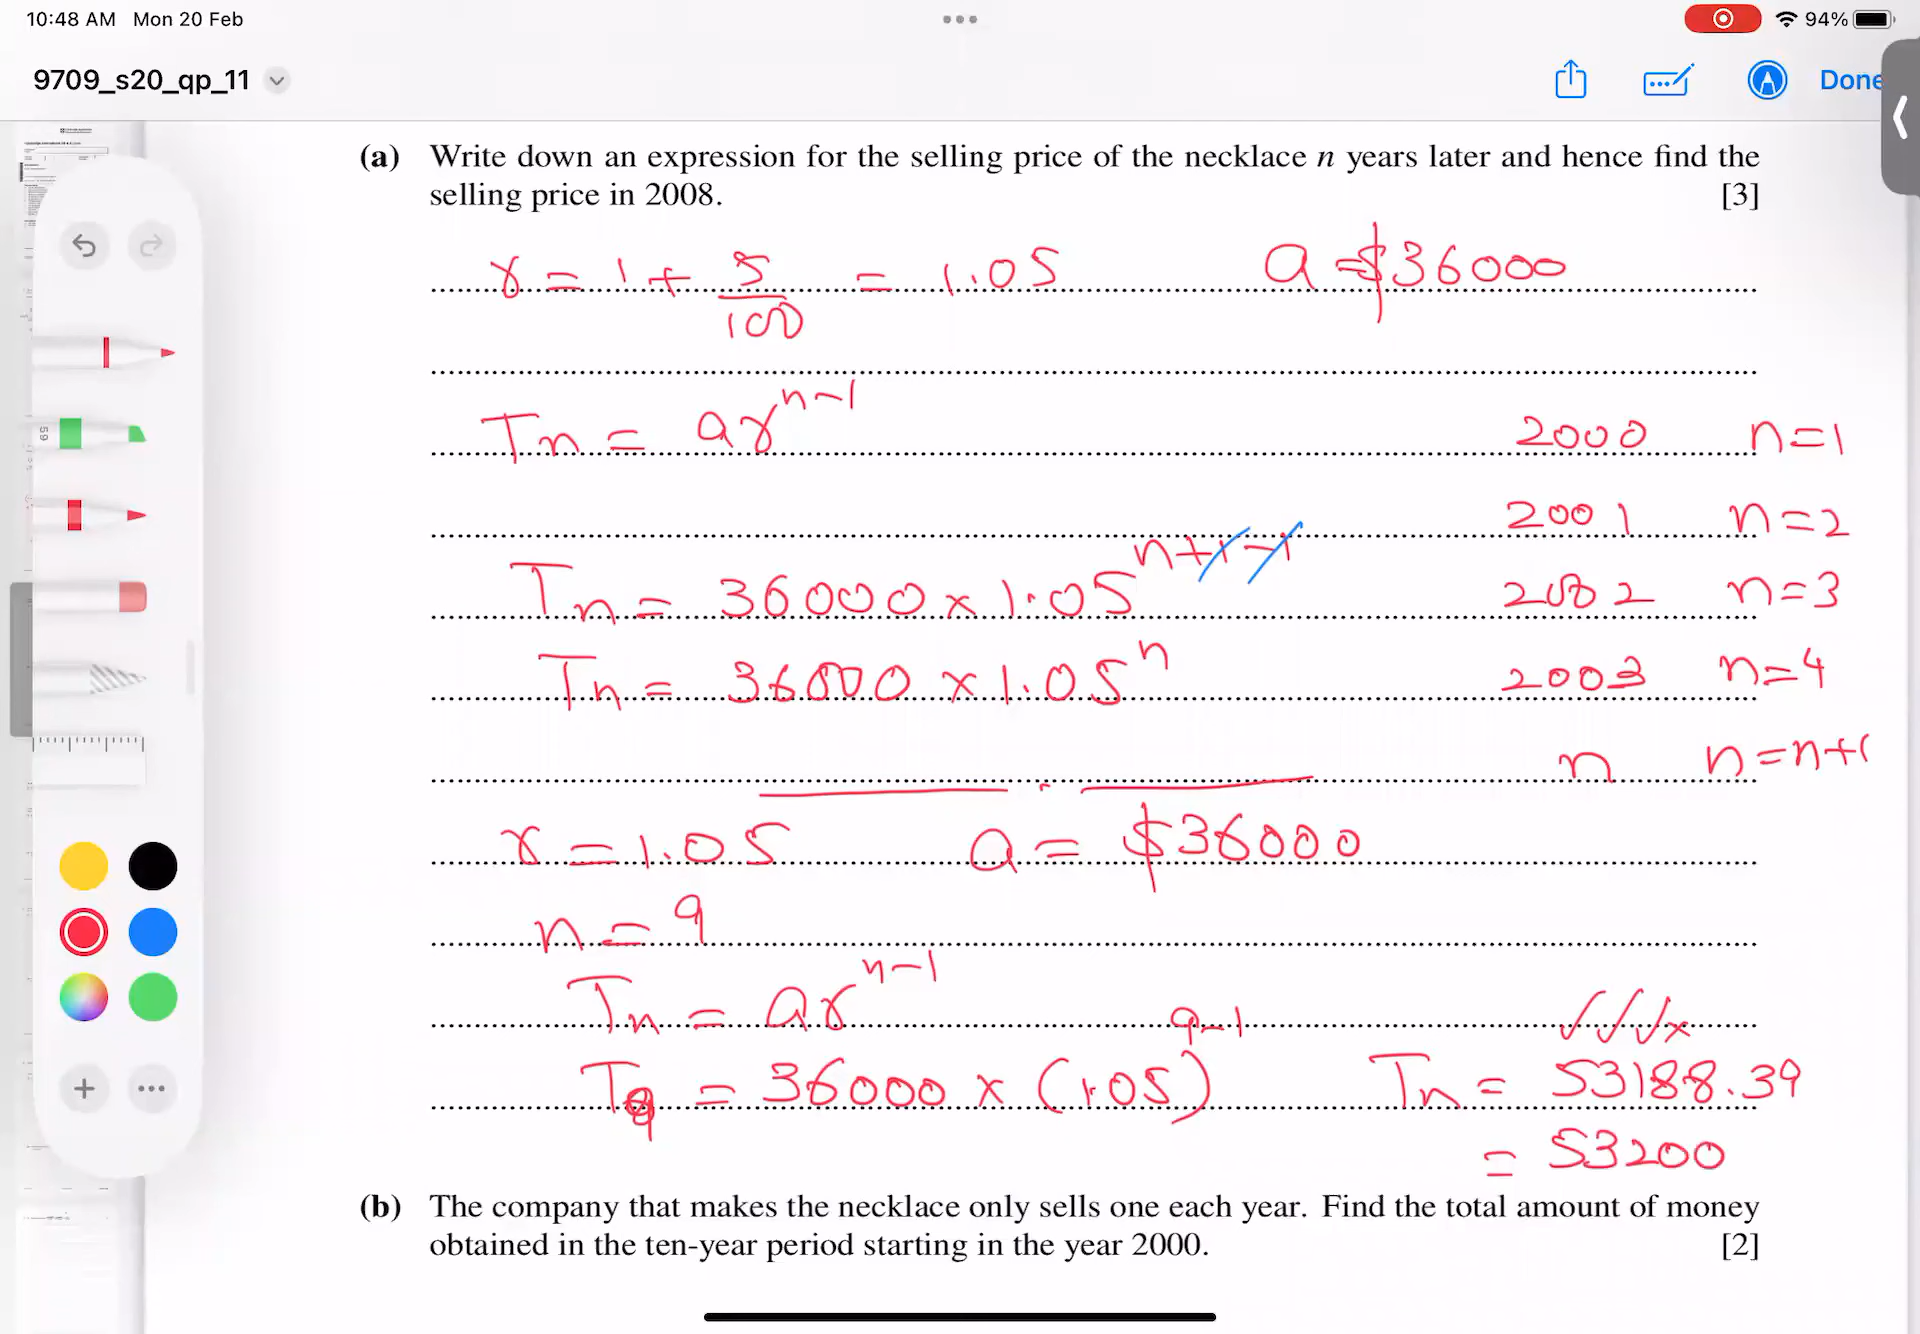 10:48 AM Mon 20 Feb
94%
9709_s20_qp_11
Done
(a) Write down an expression for the selling price of the necklace n years later and hence find the
selling price in 2008. [3]
r = 1 + 5/100 = 1.05 a = $36000
Tn = ar^(n-1)
2000 n=1
2001 n=2
Tn = 36000 × 1.05^(n+1-1)
2002 n=3
Tn = 36000 × 1.05^n
2003 n=4
n n=n+1
r = 1.05 a = $36000
n = 9
Tn = ar^(n-1)
✓✓✓x
T9 = 36000 × (1.05)^(9-1) Tn = 53188.39
= 53200
(b) The company that makes the necklace only sells one each year. Find the total amount of money
obtained in the ten-year period starting in the year 2000. [2]
59